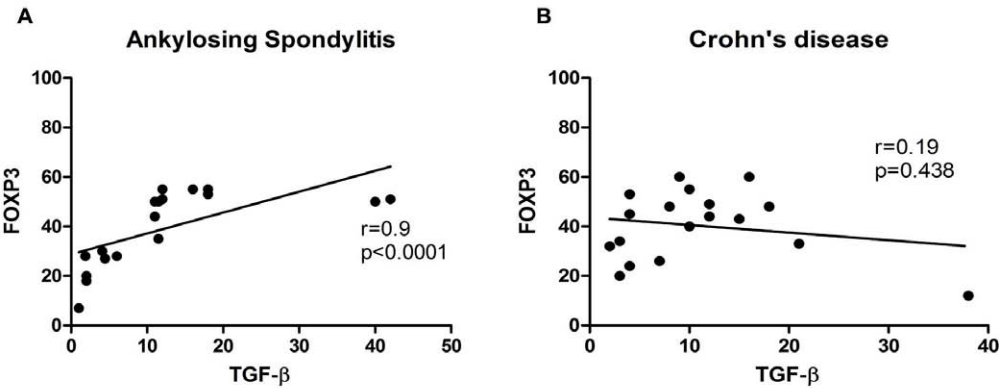 A
Ankylosing Spondylitis
FOXP3
100
80
60
40
20
0
r=0.9
p<0.0001
0 10 20 30 40 50
TGF-β
B
Crohn's disease
FOXP3
100
80
60
40
20
0
r=0.19
p=0.438
0 10 20 30 40
TGF-β